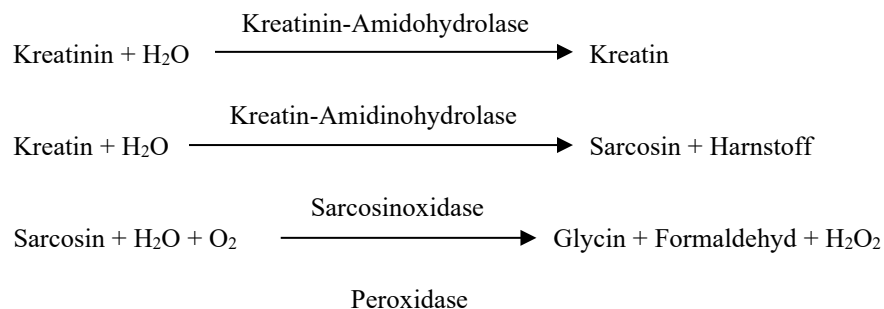 Kreatinin-Amidohydrolase
Kreatinin + H₂O Kreatin
Kreatin-Amidinohydrolase
Kreatin + H₂O Sarcosin + Harnstoff
Sarcosinoxidase
Sarcosin + H₂O + O₂ Glycin + Formaldehyd + H₂O₂
Peroxidase